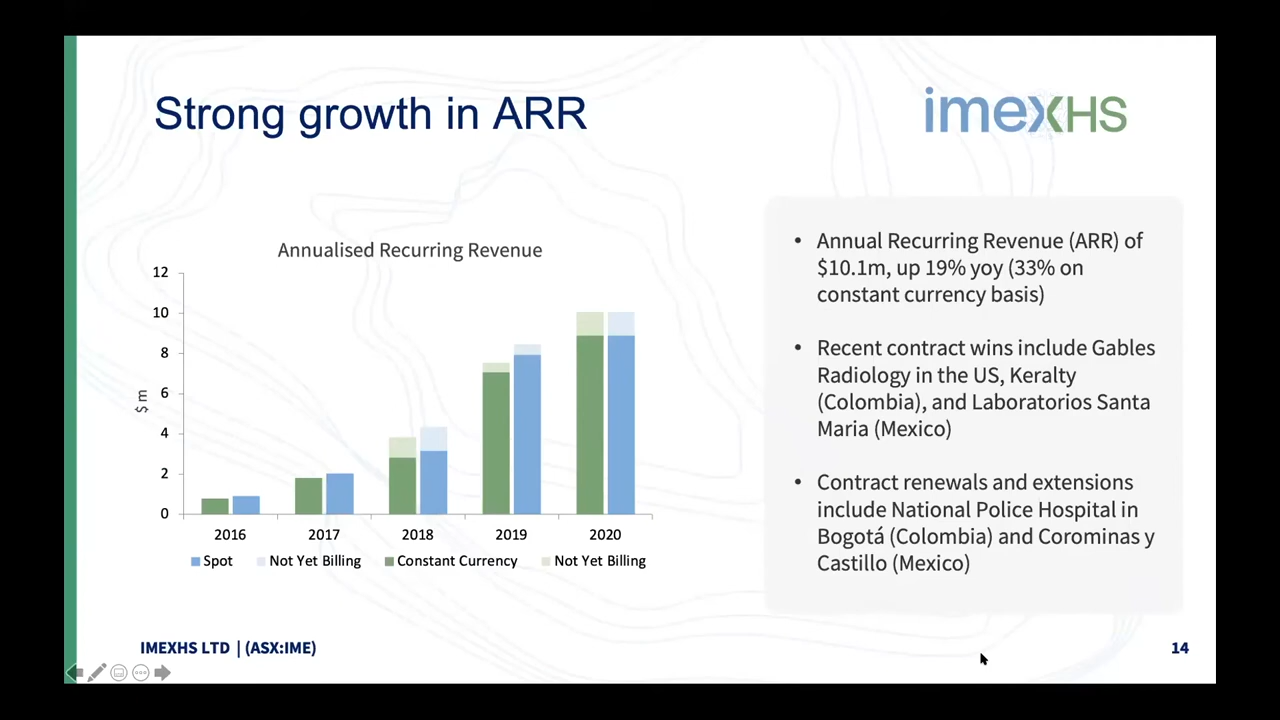 Strong growth in ARR
imexHS
Annualised Recurring Revenue
12
10
8
6
4
2
0
$ m
2016 2017 2018 2019 2020
Spot Not Yet Billing Constant Currency Not Yet Billing
• Annual Recurring Revenue (ARR) of
$10.1m, up 19% yoy (33% on
constant currency basis)
• Recent contract wins include Gables
Radiology in the US, Keralty
(Colombia), and Laboratorios Santa
Maria (Mexico)
• Contract renewals and extensions
include National Police Hospital in
Bogotá (Colombia) and Corominas y
Castillo (Mexico)
IMEXHS LTD | (ASX:IME)
14